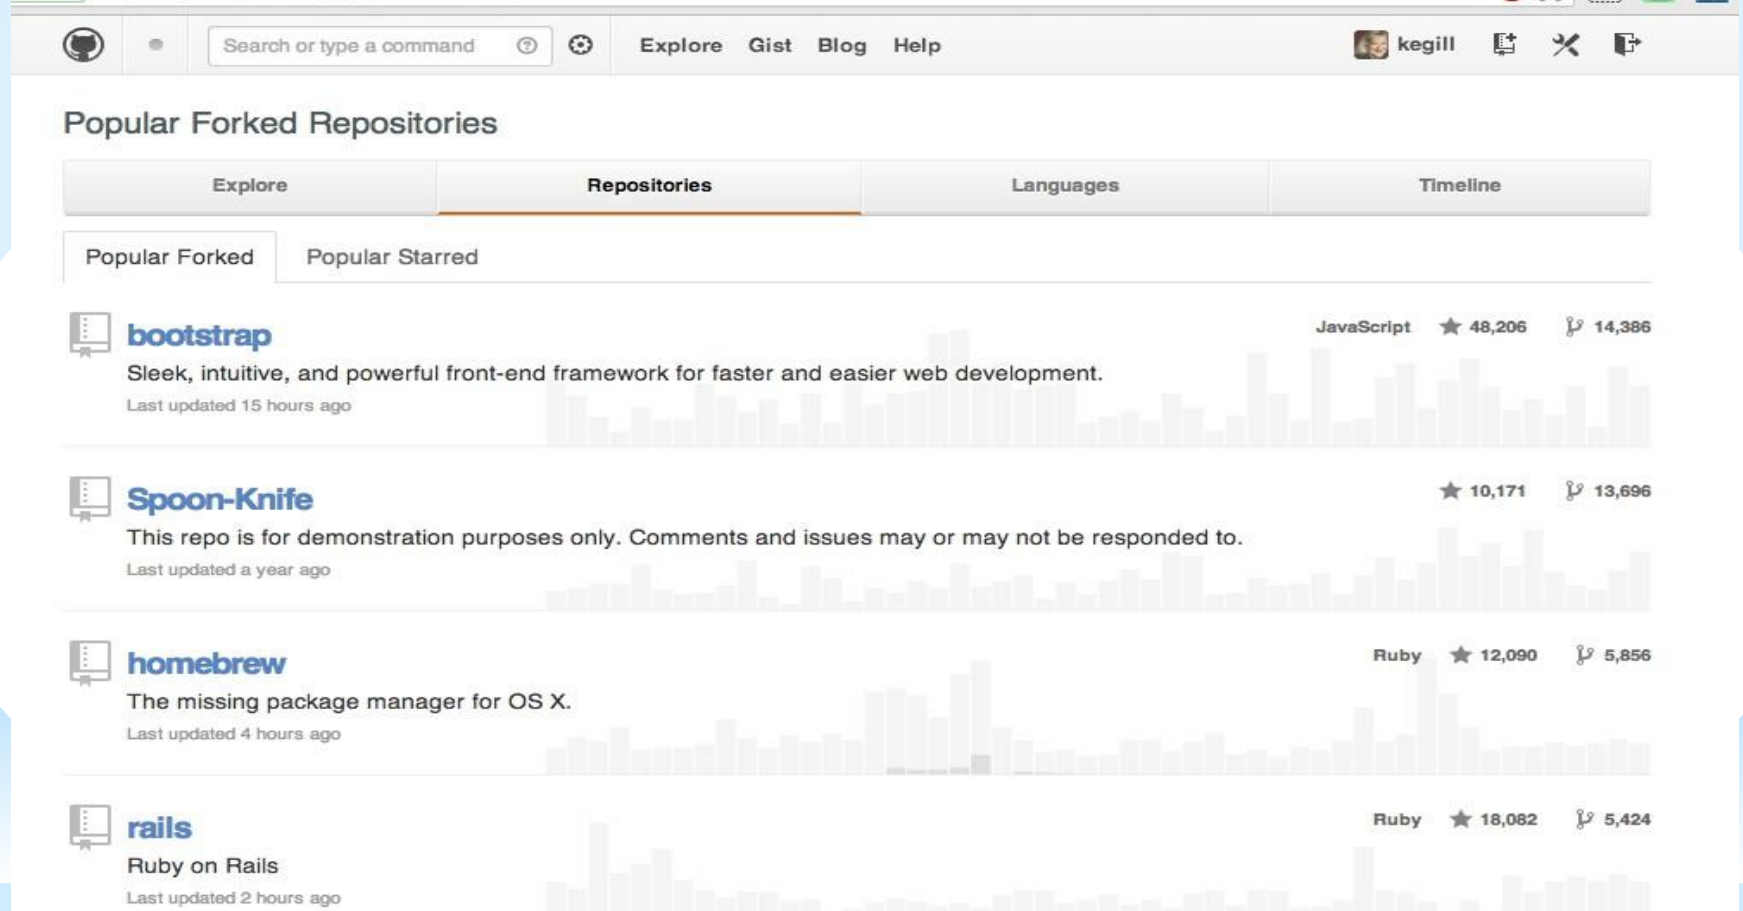 Search or type a command
Explore Gist Blog Help
kegill
Popular Forked Repositories
Explore Repositories Languages Timeline
Popular Forked Popular Starred
bootstrap
JavaScript 48,206 14,386
Sleek, intuitive, and powerful front-end framework for faster and easier web development.
Last updated 15 hours ago
Spoon-Knife
10,171 13,696
This repo is for demonstration purposes only. Comments and issues may or may not be responded to.
Last updated a year ago
homebrew
Ruby 12,090 5,856
The missing package manager for OS X.
Last updated 4 hours ago
rails
Ruby 18,082 5,424
Ruby on Rails
Last updated 2 hours ago